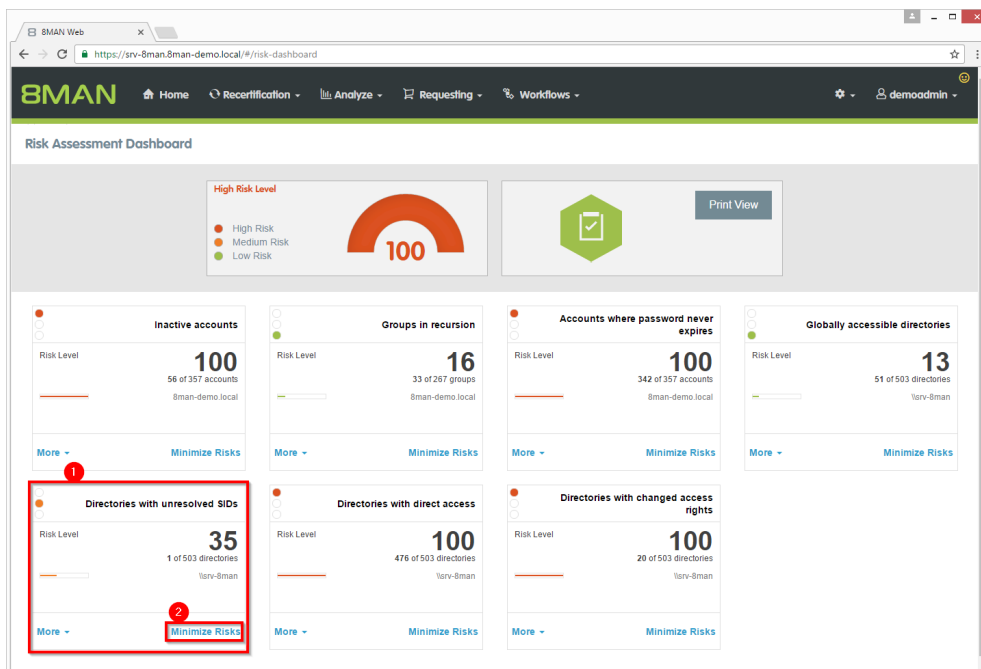 8MAN Web
https://srv-8man.8man-demo.local/#/risk-dashboard
8MAN Home Recertification Analyze Requesting Workflows demoadmin
Risk Assessment Dashboard
High Risk Level
High Risk
Medium Risk
Low Risk
100
Print View
Inactive accounts
Risk Level
100
56 of 357 accounts
8man-demo.local
More Minimize Risks
Groups in recursion
Risk Level
16
33 of 267 groups
8man-demo.local
More Minimize Risks
Accounts where password never
expires
Risk Level
100
342 of 357 accounts
8man-demo.local
More Minimize Risks
Globally accessible directories
Risk Level
13
51 of 503 directories
\\srv-8man
More Minimize Risks
1
Directories with unresolved SIDs
Risk Level
35
1 of 503 directories
\\srv-8man
2
More Minimize Risks
Directories with direct access
Risk Level
100
476 of 503 directories
\\srv-8man
More Minimize Risks
Directories with changed access
rights
Risk Level
100
20 of 503 directories
\\srv-8man
More Minimize Risks